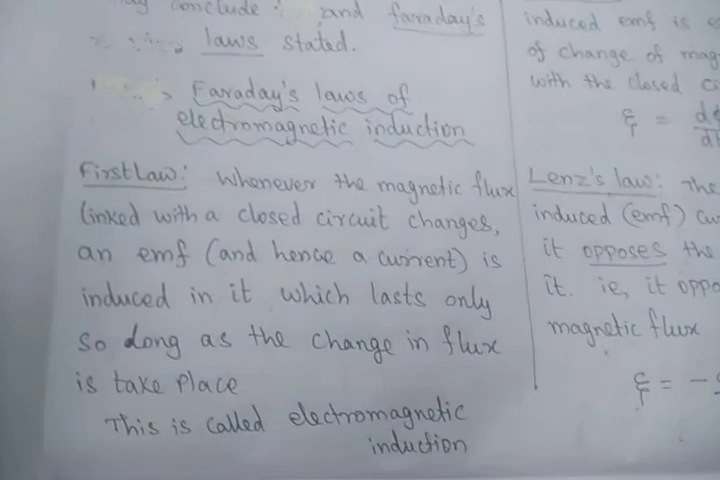 conclude and faraday's
laws stated.
Faraday's laws of
electromagnetic induction
First Law: Whenever the magnetic flux
linked with a closed circuit changes,
an emf (and hence a current) is
induced in it which lasts only
so long as the change in flux
is take place
This is called electromagnetic
induction
induced emf is
of change of mag
with the closed
ξ = d
d
Lenz's law: The
induced (emf) cu
it opposes the
it. ie, it oppo
magnetic flux
ξ = -